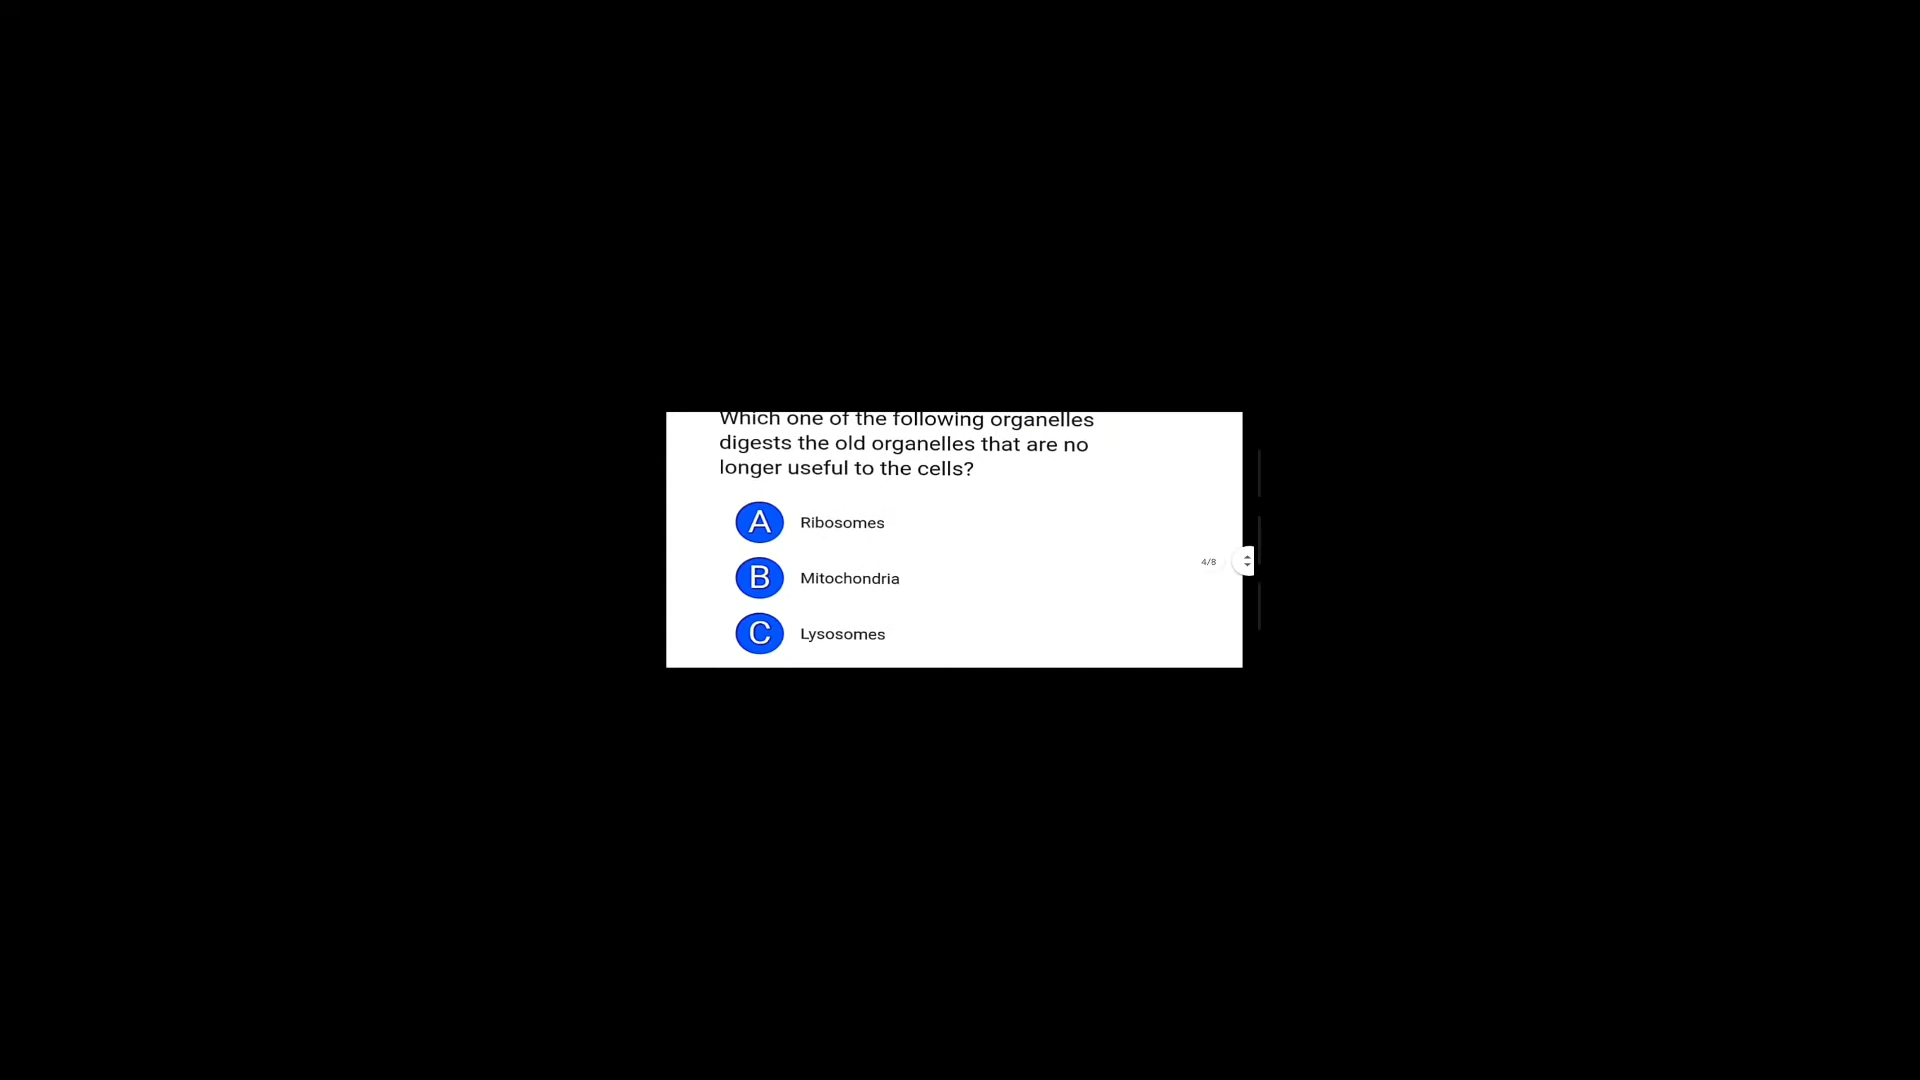 Which one of the following organelles
digests the old organelles that are no
longer useful to the cells?
A Ribosomes
B Mitochondria
4/8
C Lysosomes